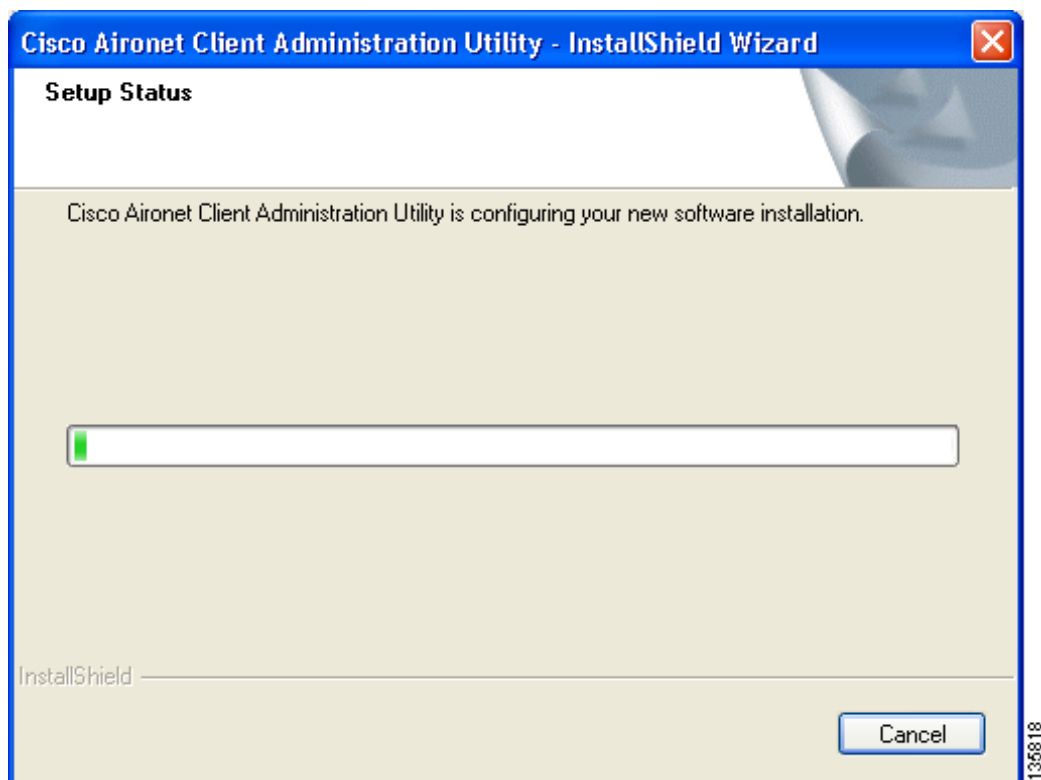 Cisco Aironet Client Administration Utility - InstallShield Wizard
Setup Status
Cisco Aironet Client Administration Utility is configuring your new software installation.
InstallShield
Cancel
135818